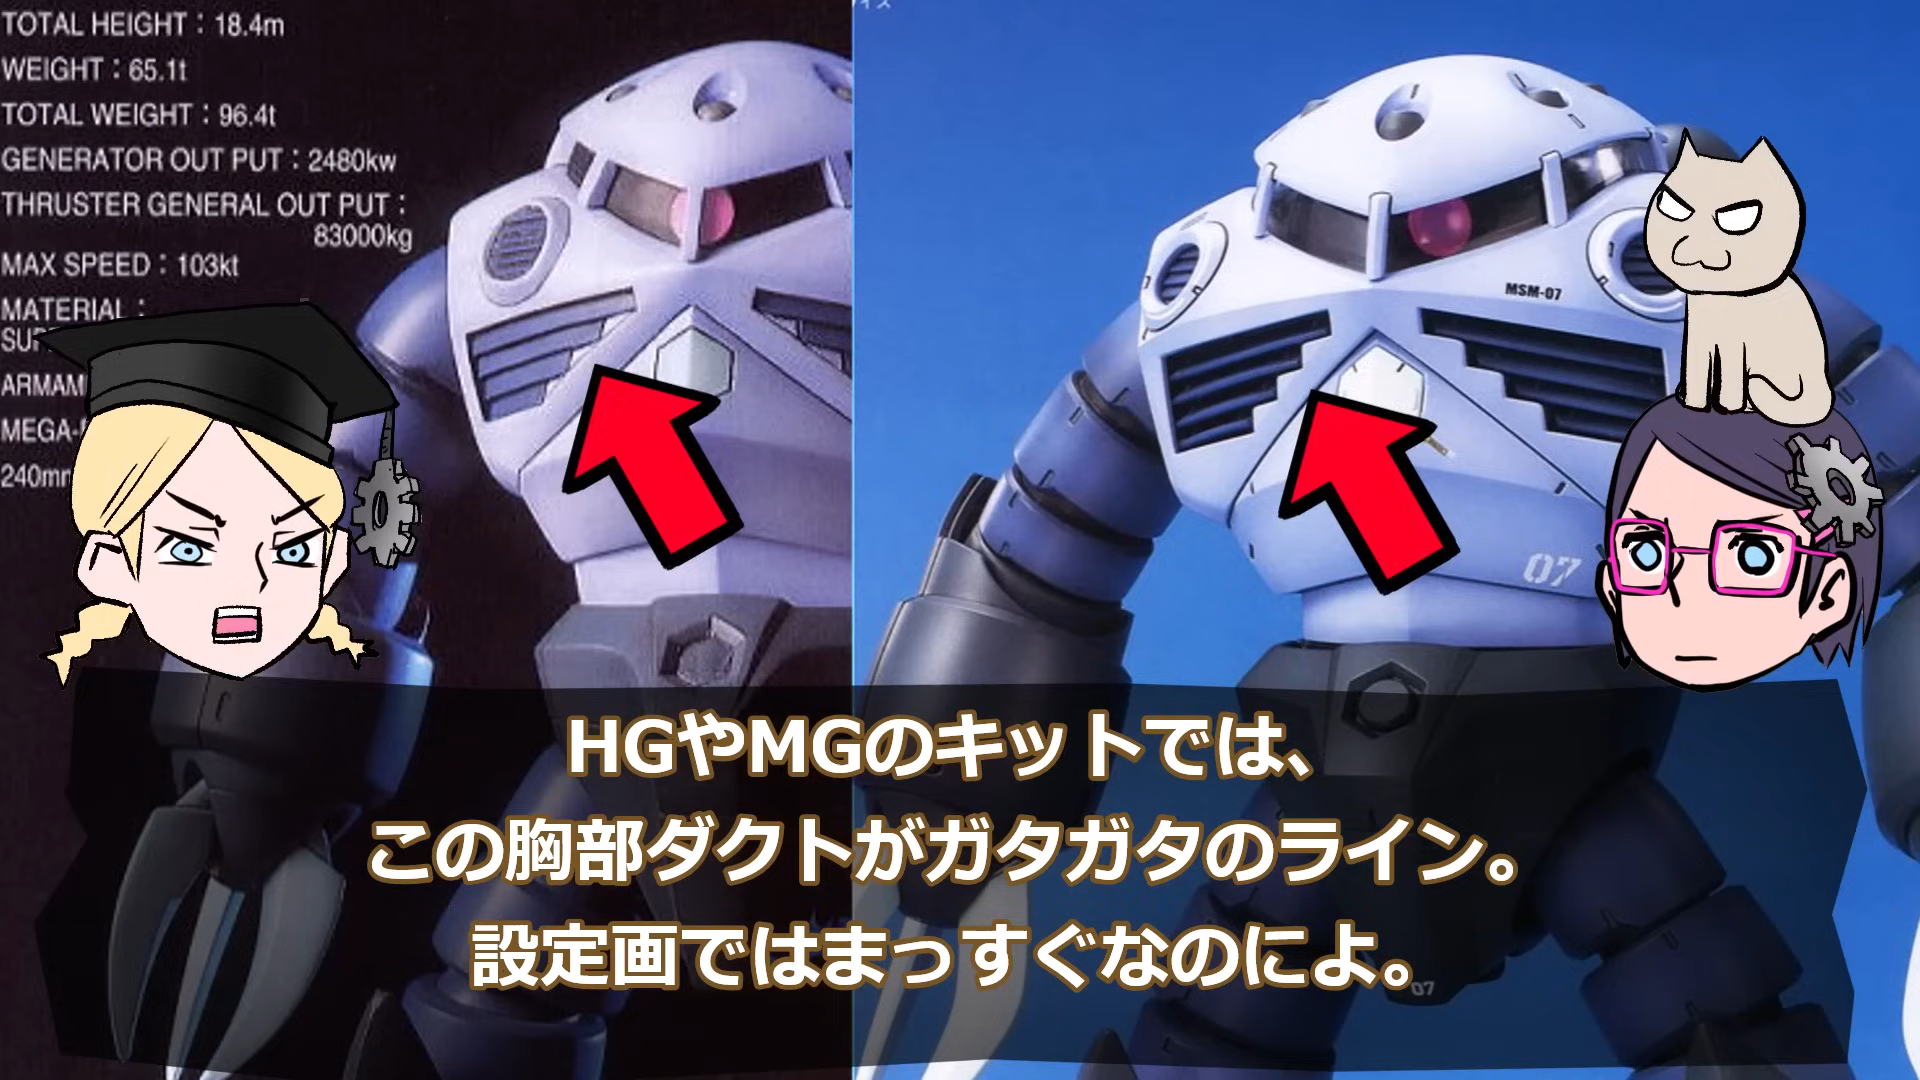 TOTAL HEIGHT：18.4m
WEIGHT：65.1t
TOTAL WEIGHT：96.4t
GENERATOR OUT PUT：2480kw
THRUSTER GENERAL OUT PUT：
83000kg
MAX SPEED：103kt
MATERIAL：
MSM-07
07
HGやMGのキットでは、
この胸部ダクトがガタガタのライン。
設定画ではまっすぐなのによ。
07